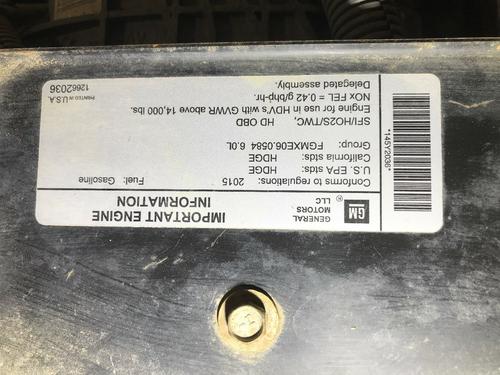 GM
GENERAL
MOTORS
LLC
®
IMPORTANT ENGINE
INFORMATION
Conforms to regulations: 2015 Fuel: Gasoline
U.S. EPA stds: HDGE
California stds: HDGE
Group: FGMXE06.0584 6.0L
SFI/HO2S/TWC, HD OBD
Engine for use in HDV's with GVWR above 14,000 lbs.
NOx FEL = 0.42 g/bhp-hr.
Delegated assembly.
PRINTED IN U.S.A.
12662036
*145Y2036*